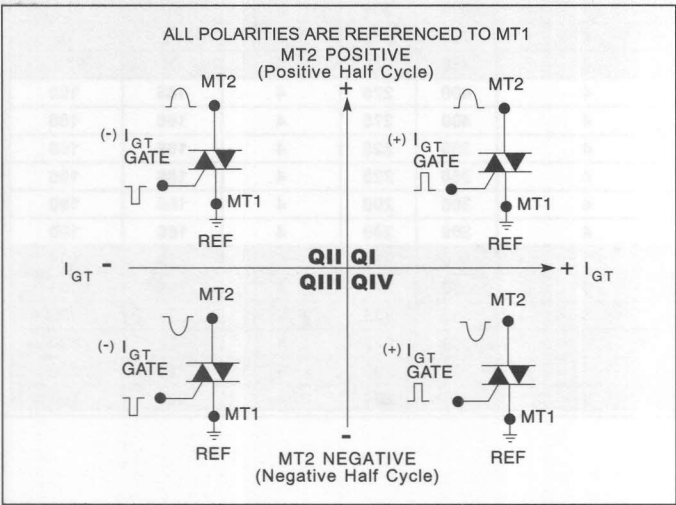 ALL POLARITIES ARE REFERENCED TO MT1
MT2 POSITIVE
(Positive Half Cycle)
+
MT2
(-) IGT
GATE
MT1
REF
MT2
(+) IGT
GATE
MT1
REF
IGT -
QII QI
QIII QIV
+ IGT
MT2
(-) IGT
GATE
MT1
REF
MT2
(+) IGT
GATE
MT1
REF
-
MT2 NEGATIVE
(Negative Half Cycle)